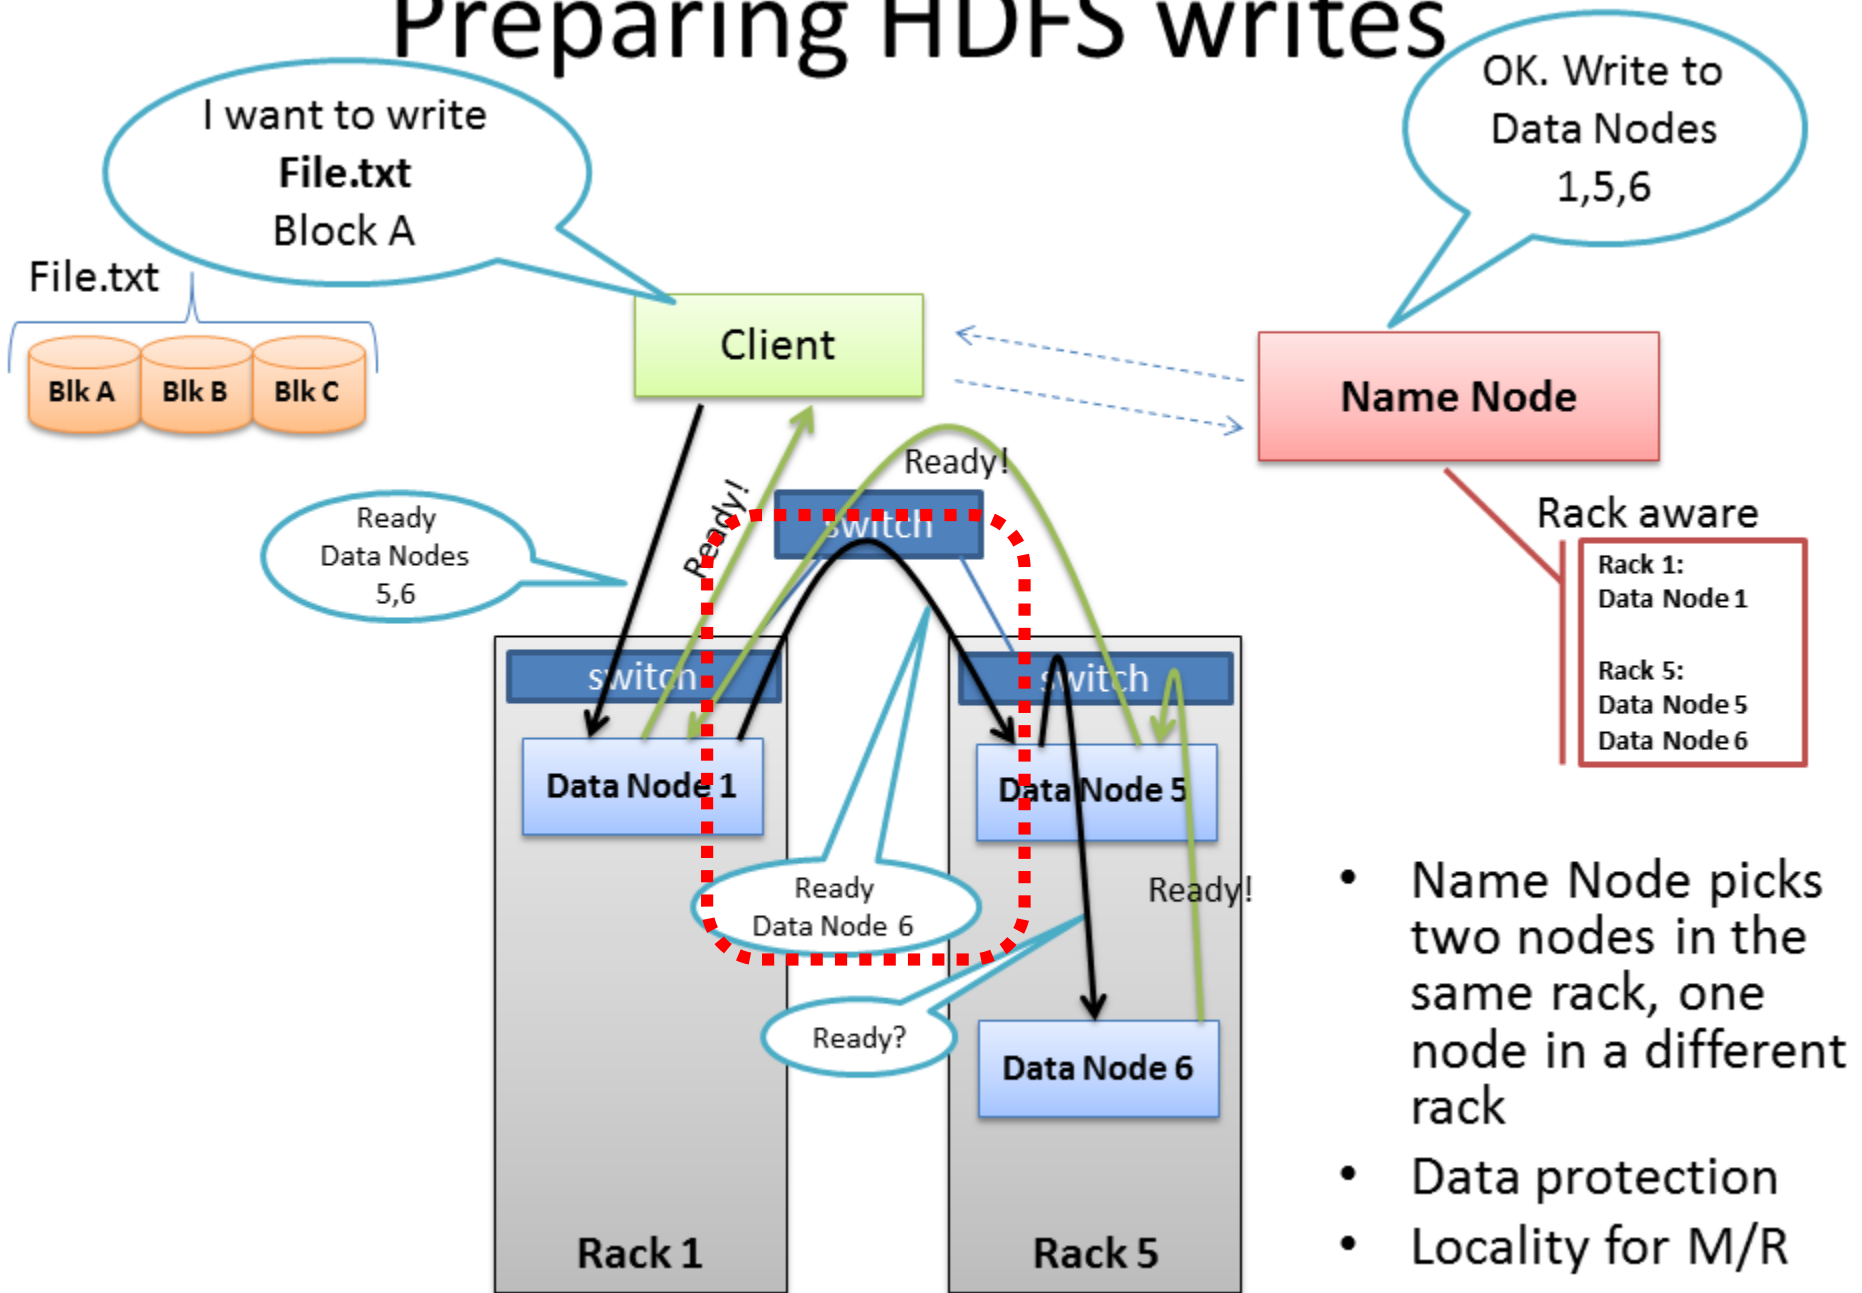 Preparing HDFS writes
I want to write
File.txt
Block A
OK. Write to
Data Nodes
1,5,6
File.txt
Blk A
Blk B
Blk C
Client
Name Node
Ready!
Ready!
switch
Ready
Data Nodes
5,6
Rack aware
Rack 1:
Data Node 1
Rack 5:
Data Node 5
Data Node 6
switch
switch
Data Node 1
Data Node 5
Ready
Data Node 6
Ready!
Ready?
Data Node 6
Rack 1
Rack 5
• Name Node picks
two nodes in the
same rack, one
node in a different
rack
• Data protection
• Locality for M/R